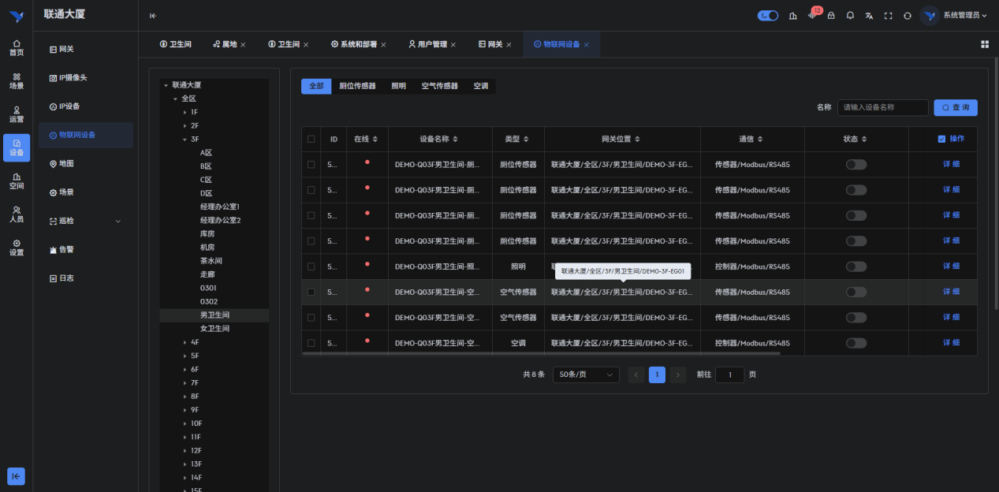 联通大厦
12
系统管理员
首页
场景
运营
设备
空间
人员
设置
网关
IP摄像头
IP设备
物联网设备
地图
场景
巡检
告警
日志
卫生间 属地 卫生间 系统和部署 用户管理 网关 物联网设备
联通大厦
全区
1F
2F
3F
A区
B区
C区
D区
经理办公室1
经理办公室2
库房
机房
茶水间
走廊
0301
0302
男卫生间
女卫生间
4F
5F
6F
7F
8F
9F
10F
11F
12F
13F
14F
15F
全部 厕位传感器 照明 空气传感器 空调
名称 请输入设备名称 查 询
ID 在线 设备名称 类型 网关位置 通信 状态 操作
5... DEMO-Q03F男卫生间-厕... 厕位传感器 联通大厦/全区/3F/男卫生间/DEMO-3F-EG... 传感器/Modbus/RS485 详 细
5... DEMO-Q03F男卫生间-厕... 厕位传感器 联通大厦/全区/3F/男卫生间/DEMO-3F-EG... 传感器/Modbus/RS485 详 细
5... DEMO-Q03F男卫生间-厕... 厕位传感器 联通大厦/全区/3F/男卫生间/DEMO-3F-EG... 传感器/Modbus/RS485 详 细
5... DEMO-Q03F男卫生间-厕... 厕位传感器 联通大厦/全区/3F/男卫生间/DEMO-3F-EG... 传感器/Modbus/RS485 详 细
5... DEMO-Q03F男卫生间-照... 照明 控制器/Modbus/RS485 详 细
联通大厦/全区/3F/男卫生间/DEMO-3F-EG01
5... DEMO-Q03F男卫生间-空... 空气传感器 联通大厦/全区/3F/男卫生间/DEMO-3F-EG... 传感器/Modbus/RS485 详 细
5... DEMO-Q03F男卫生间-空... 空气传感器 联通大厦/全区/3F/男卫生间/DEMO-3F-EG... 传感器/Modbus/RS485 详 细
5... DEMO-Q03F男卫生间-空... 空调 联通大厦/全区/3F/男卫生间/DEMO-3F-EG... 控制器/Modbus/RS485 详 细
共 8 条 50条/页 1 前往 1 页